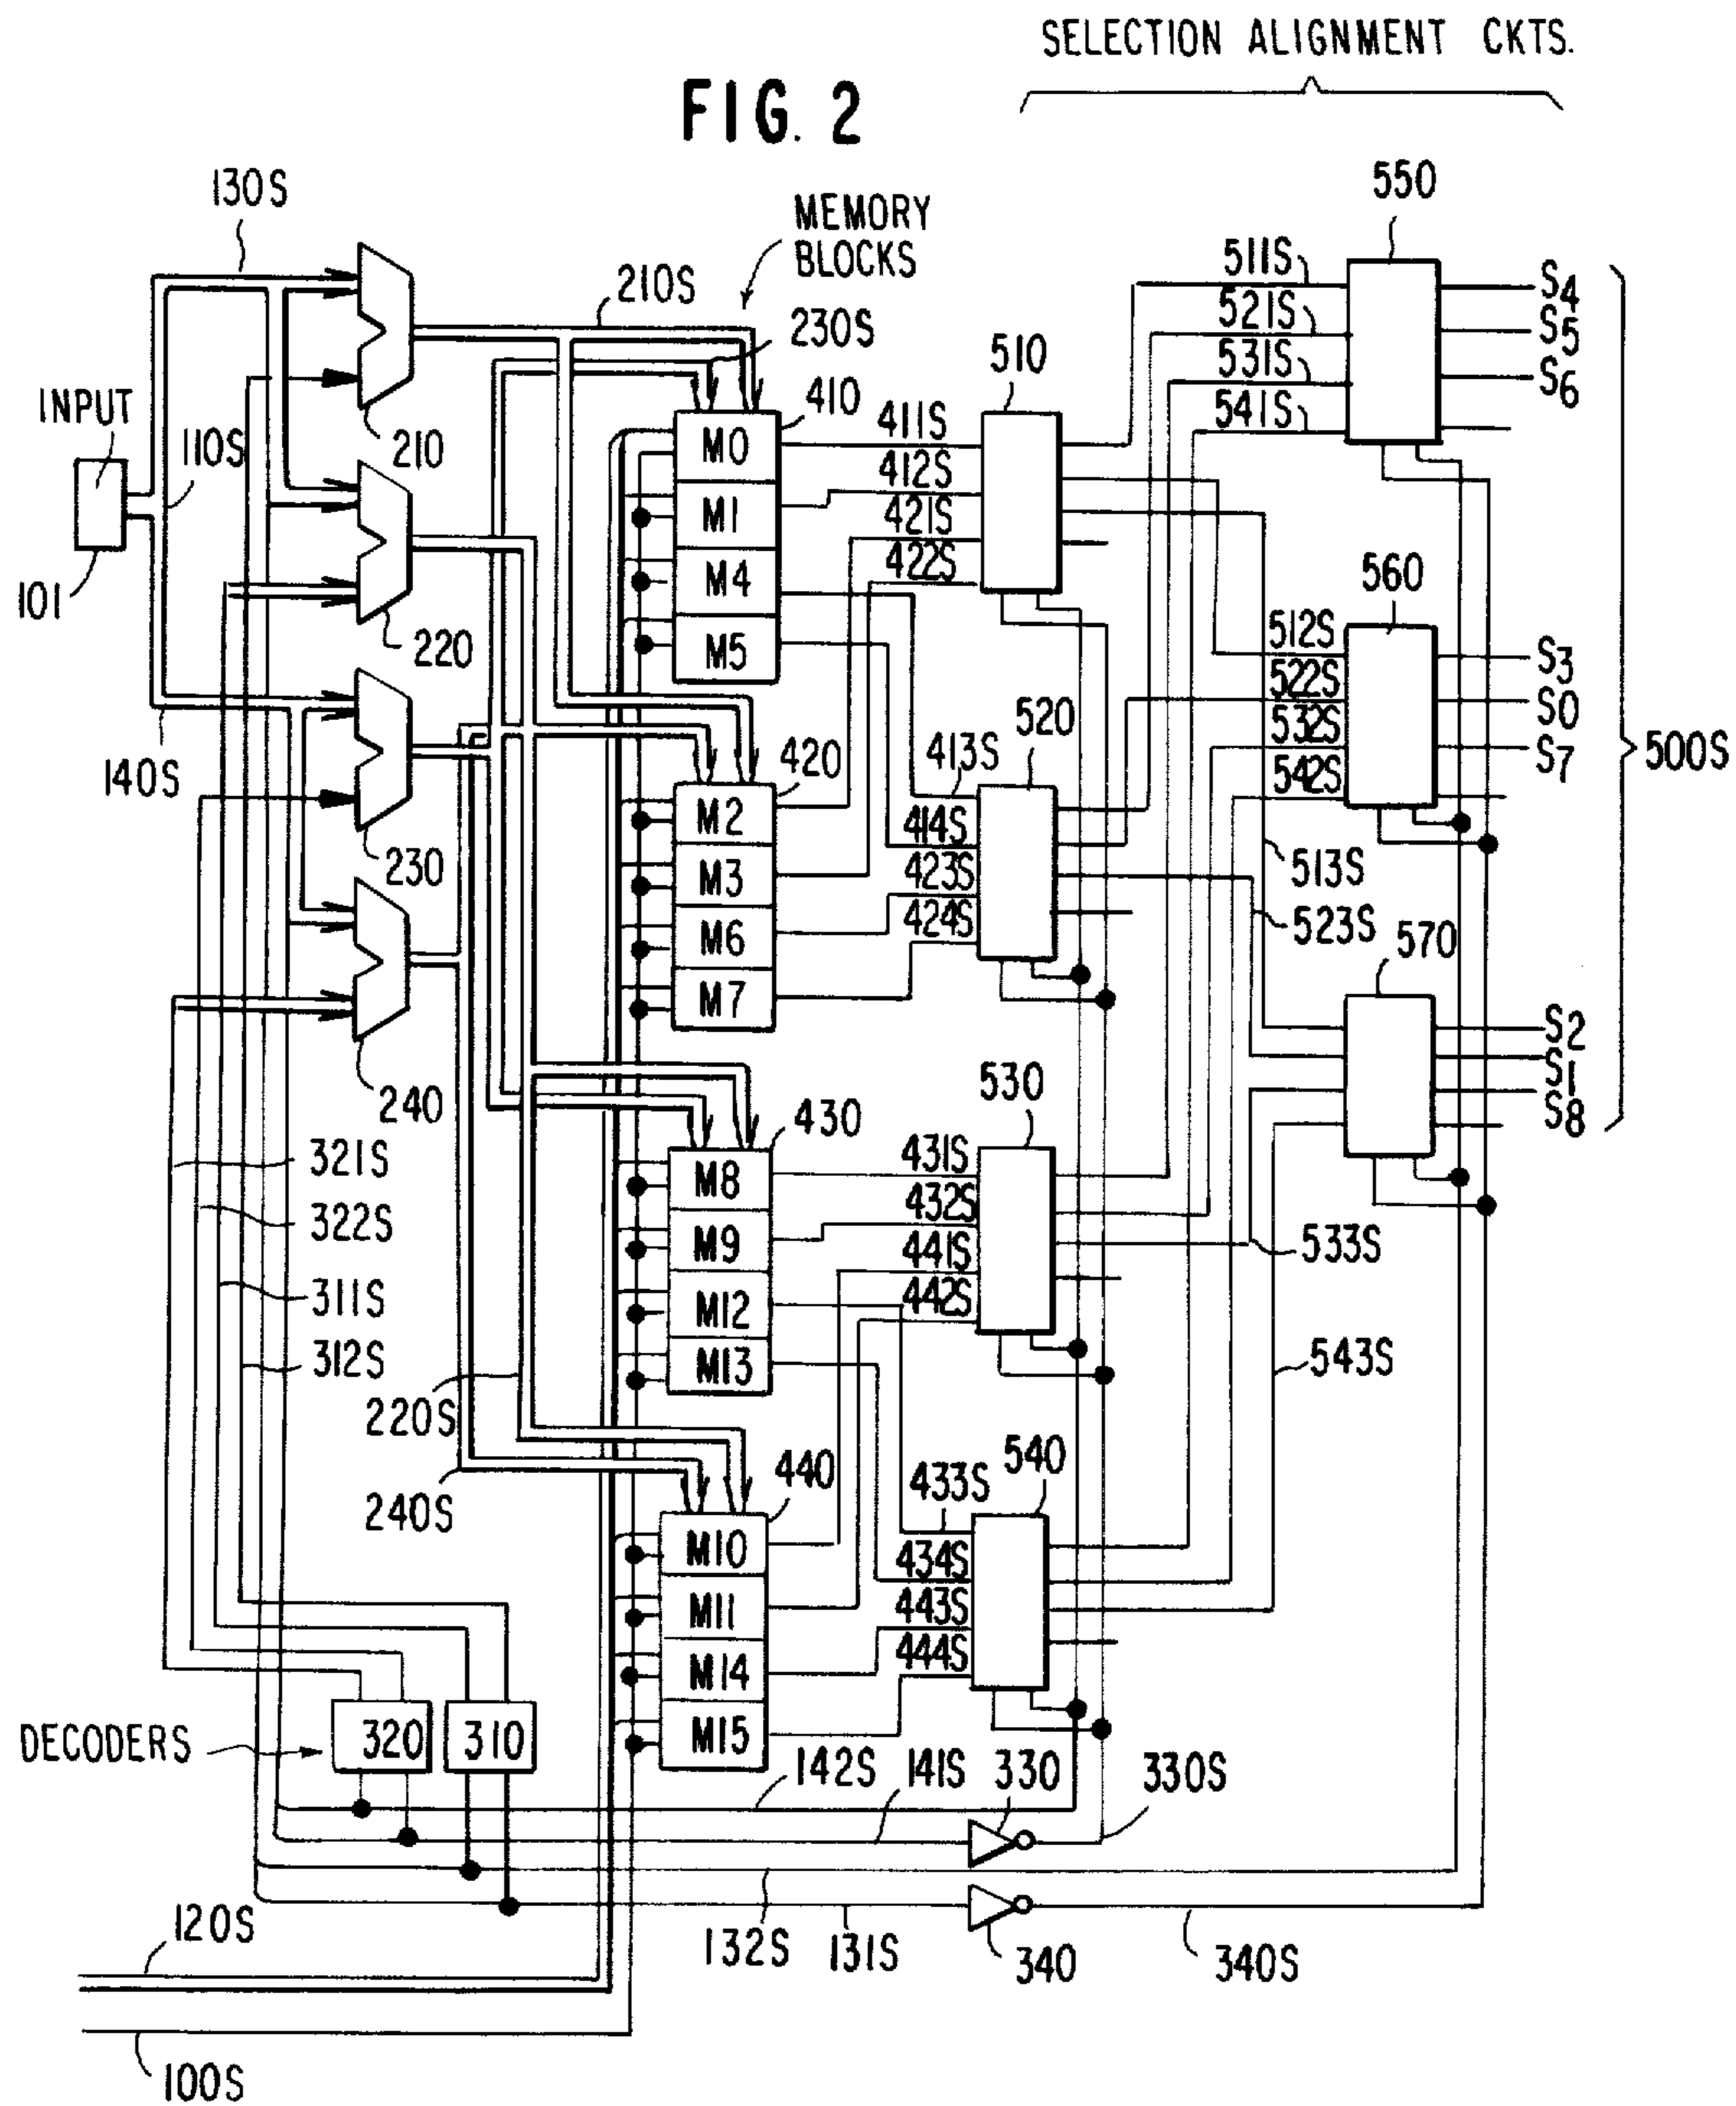 SELECTION ALIGNMENT CKTS.
FIG. 2
130S
MEMORY
BLOCKS
550
210S
230S
511S
521S
531S
541S
S4
S5
S6
INPUT
110S
101
210
410
510
M0
M1
M4
M5
411S
412S
421S
422S
220
560
512S
522S
532S
542S
S3
S0
S7
500S
140S
230
420
520
413S
414S
423S
424S
M2
M3
M6
M7
513S
523S
570
S2
S1
S8
240
430
530
M8
M9
M12
M13
431S
432S
441S
442S
533S
321S
322S
311S
312S
543S
220S
240S
440
540
433S
434S
443S
444S
M10
M11
M14
M15
DECODERS
320
310
142S
141S
330
330S
120S
132S
131S
340
340S
100S